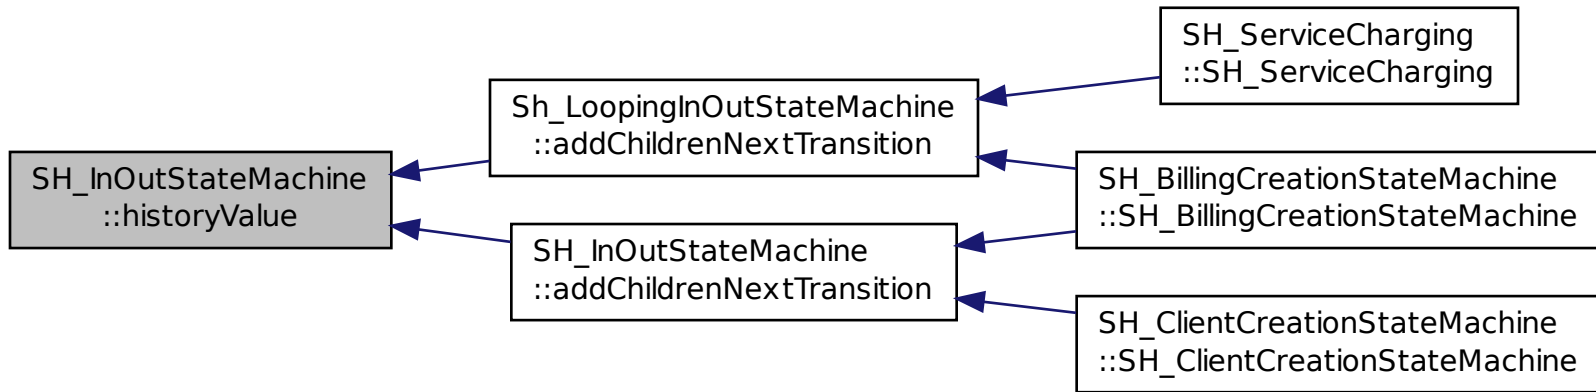 SH_InOutStateMachine
::historyValue
Sh_LoopingInOutStateMachine
::addChildrenNextTransition
SH_InOutStateMachine
::addChildrenNextTransition
SH_ServiceCharging
::SH_ServiceCharging
SH_BillingCreationStateMachine
::SH_BillingCreationStateMachine
SH_ClientCreationStateMachine
::SH_ClientCreationStateMachine